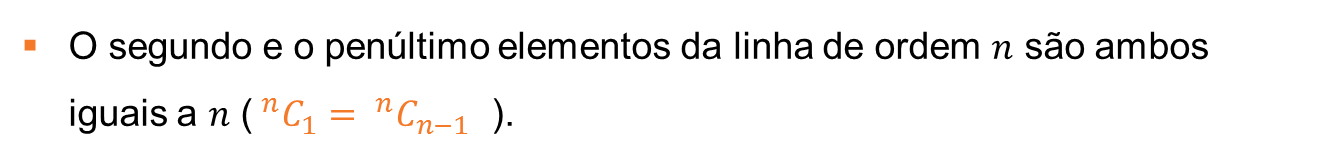 ▪ O segundo e o penúltimo elementos da linha de ordem 𝑛 são ambos
iguais a 𝑛 ( ⁿC₁ = ⁿCₙ₋₁ ).